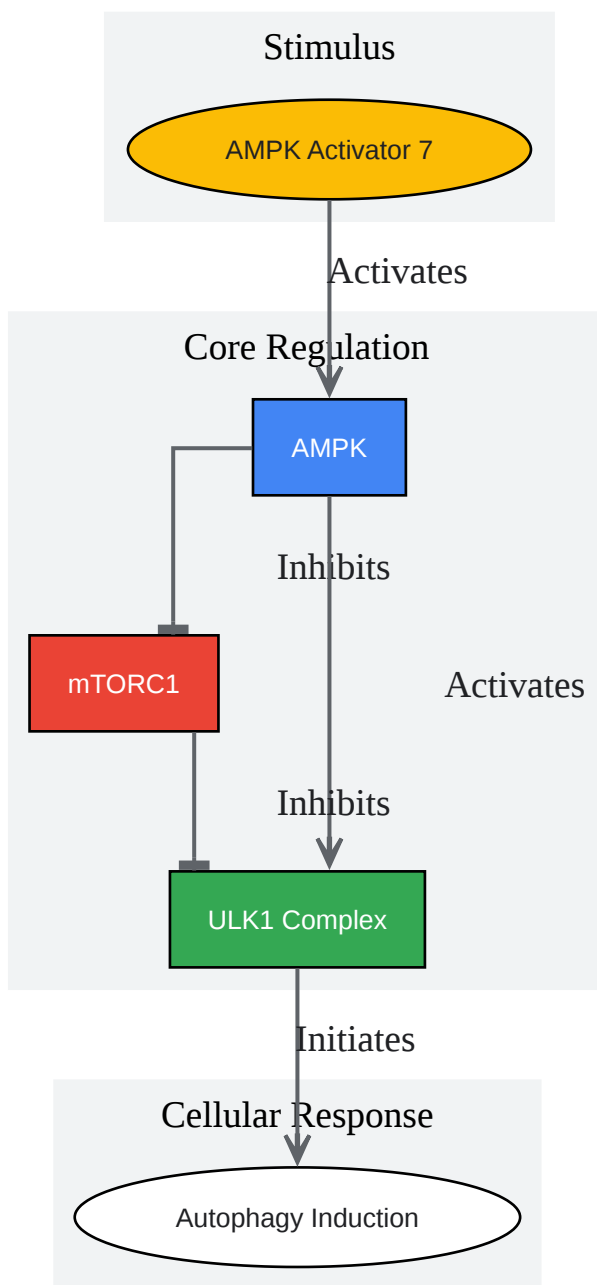 Stimulus
AMPK Activator 7
Activates
Core Regulation
AMPK
Inhibits
mTORC1
Activates
Inhibits
ULK1 Complex
Initiates
Cellular Response
Autophagy Induction